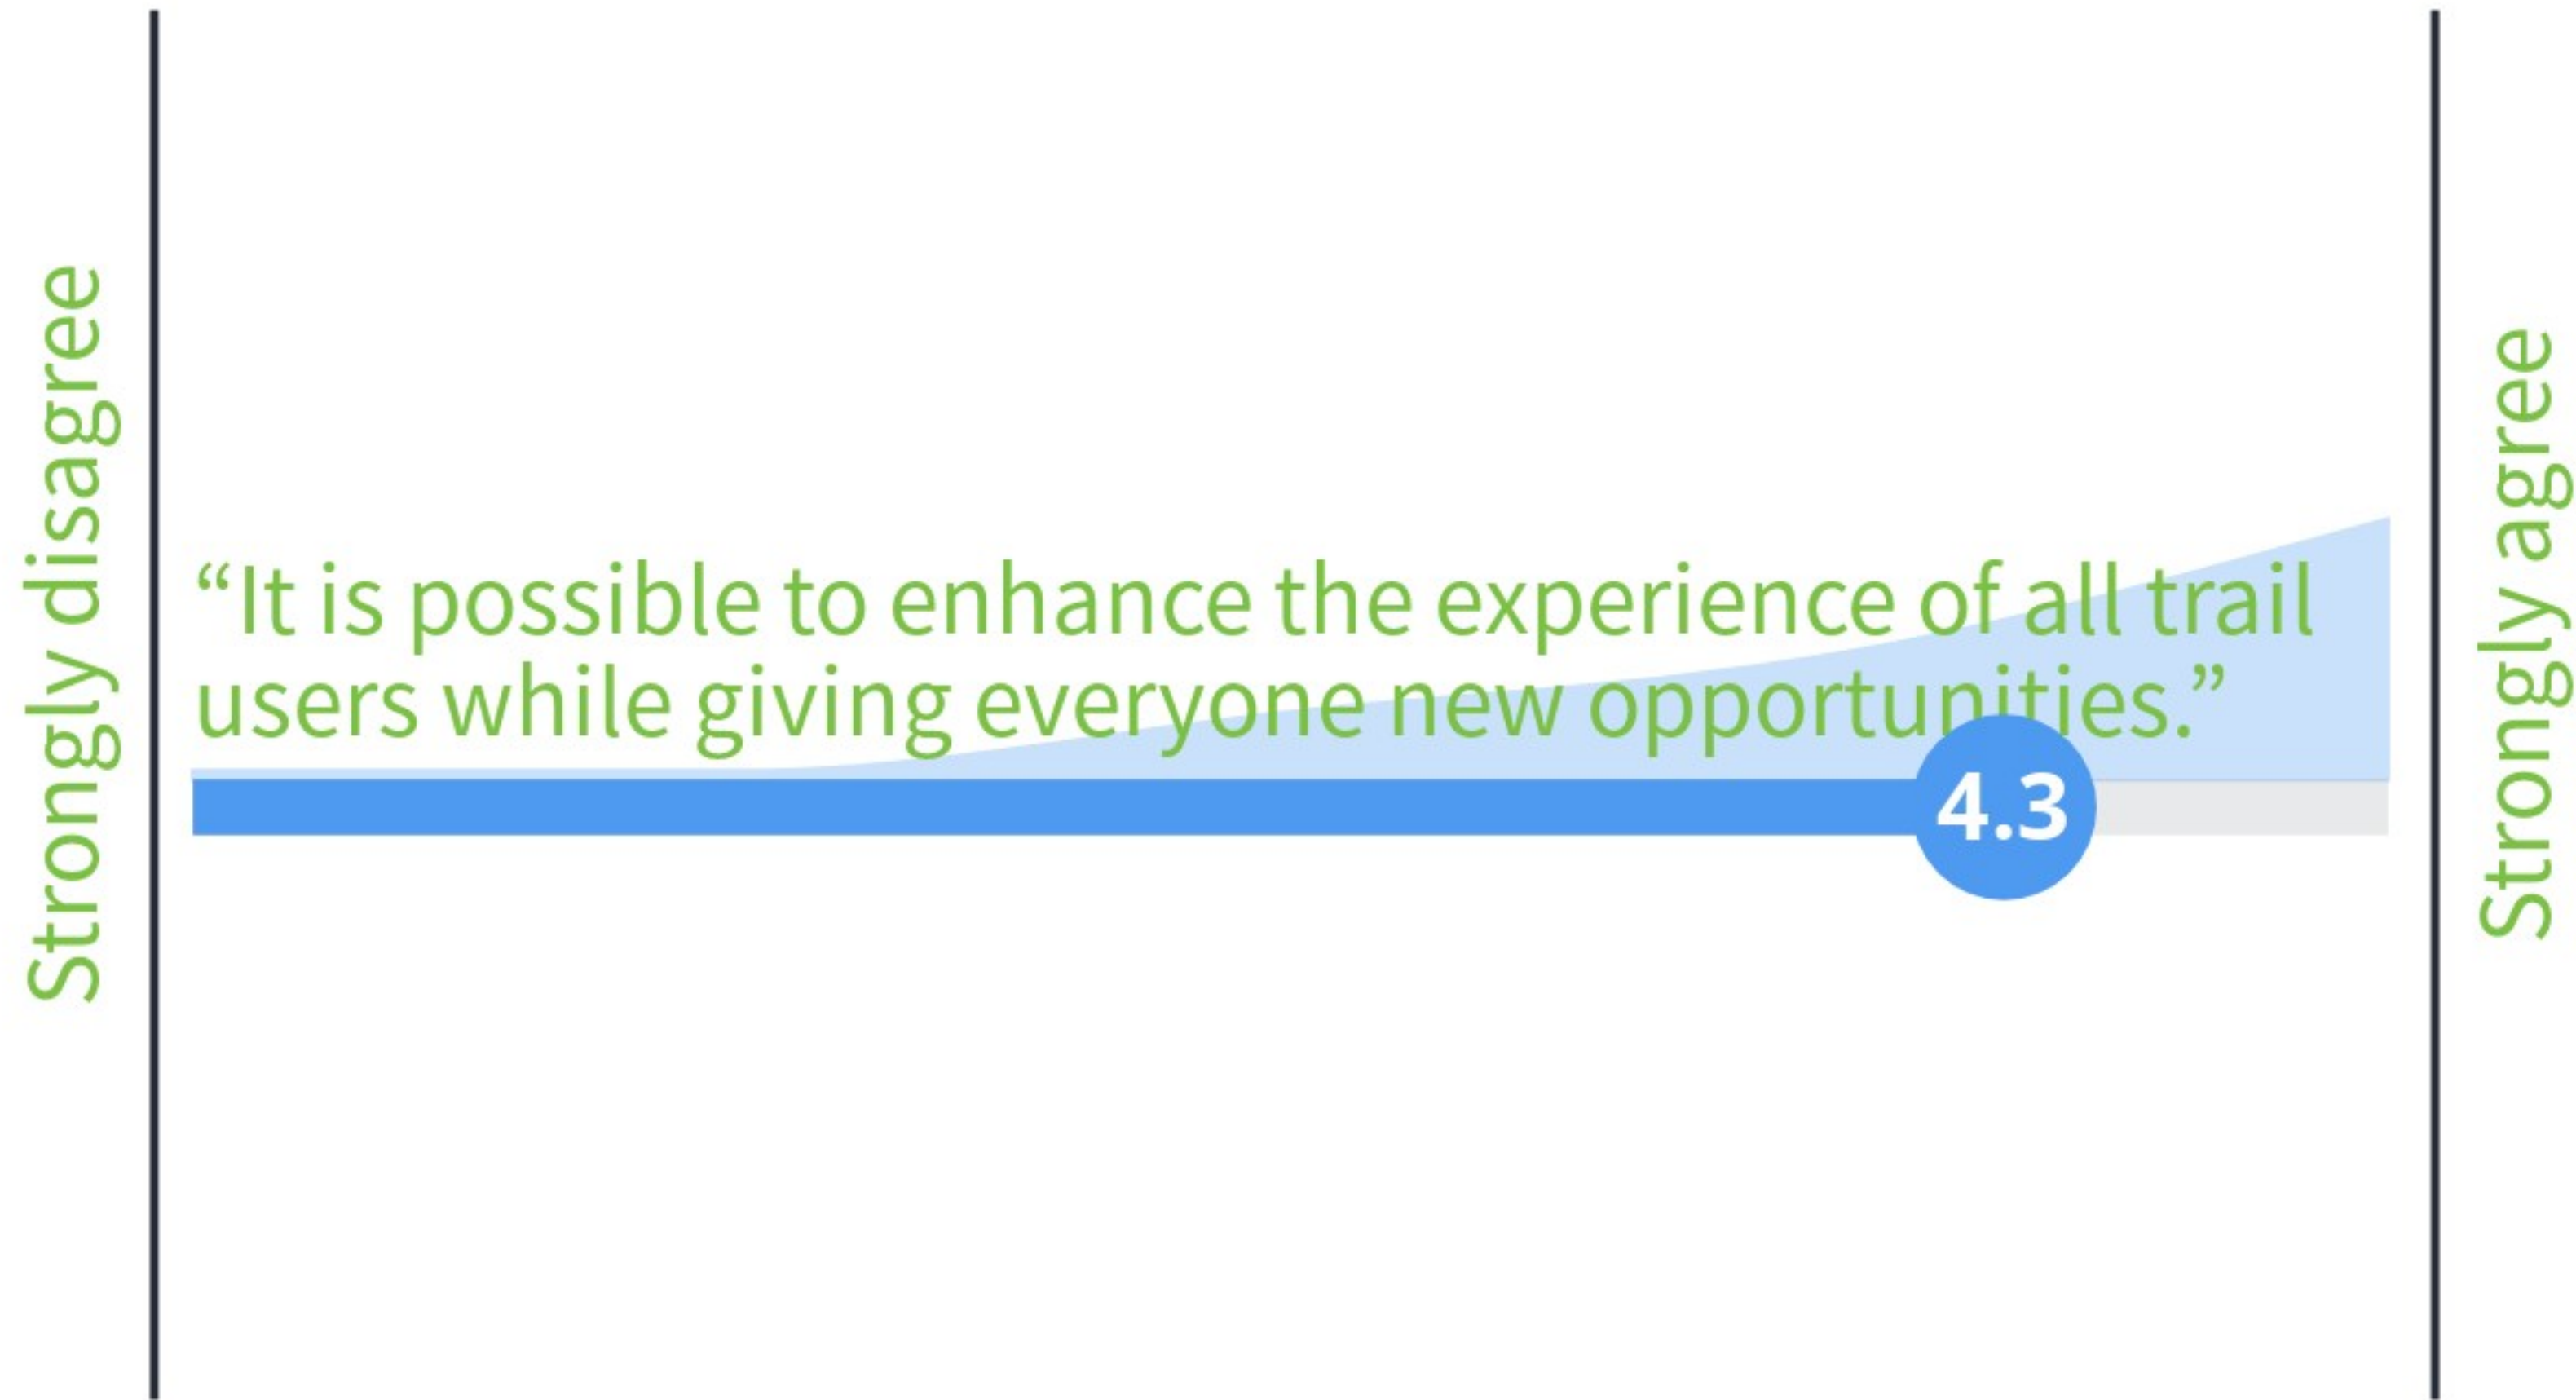 Strongly disagree
“It is possible to enhance the experience of all trail
users while giving everyone new opportunities.”
4.3
Strongly agree